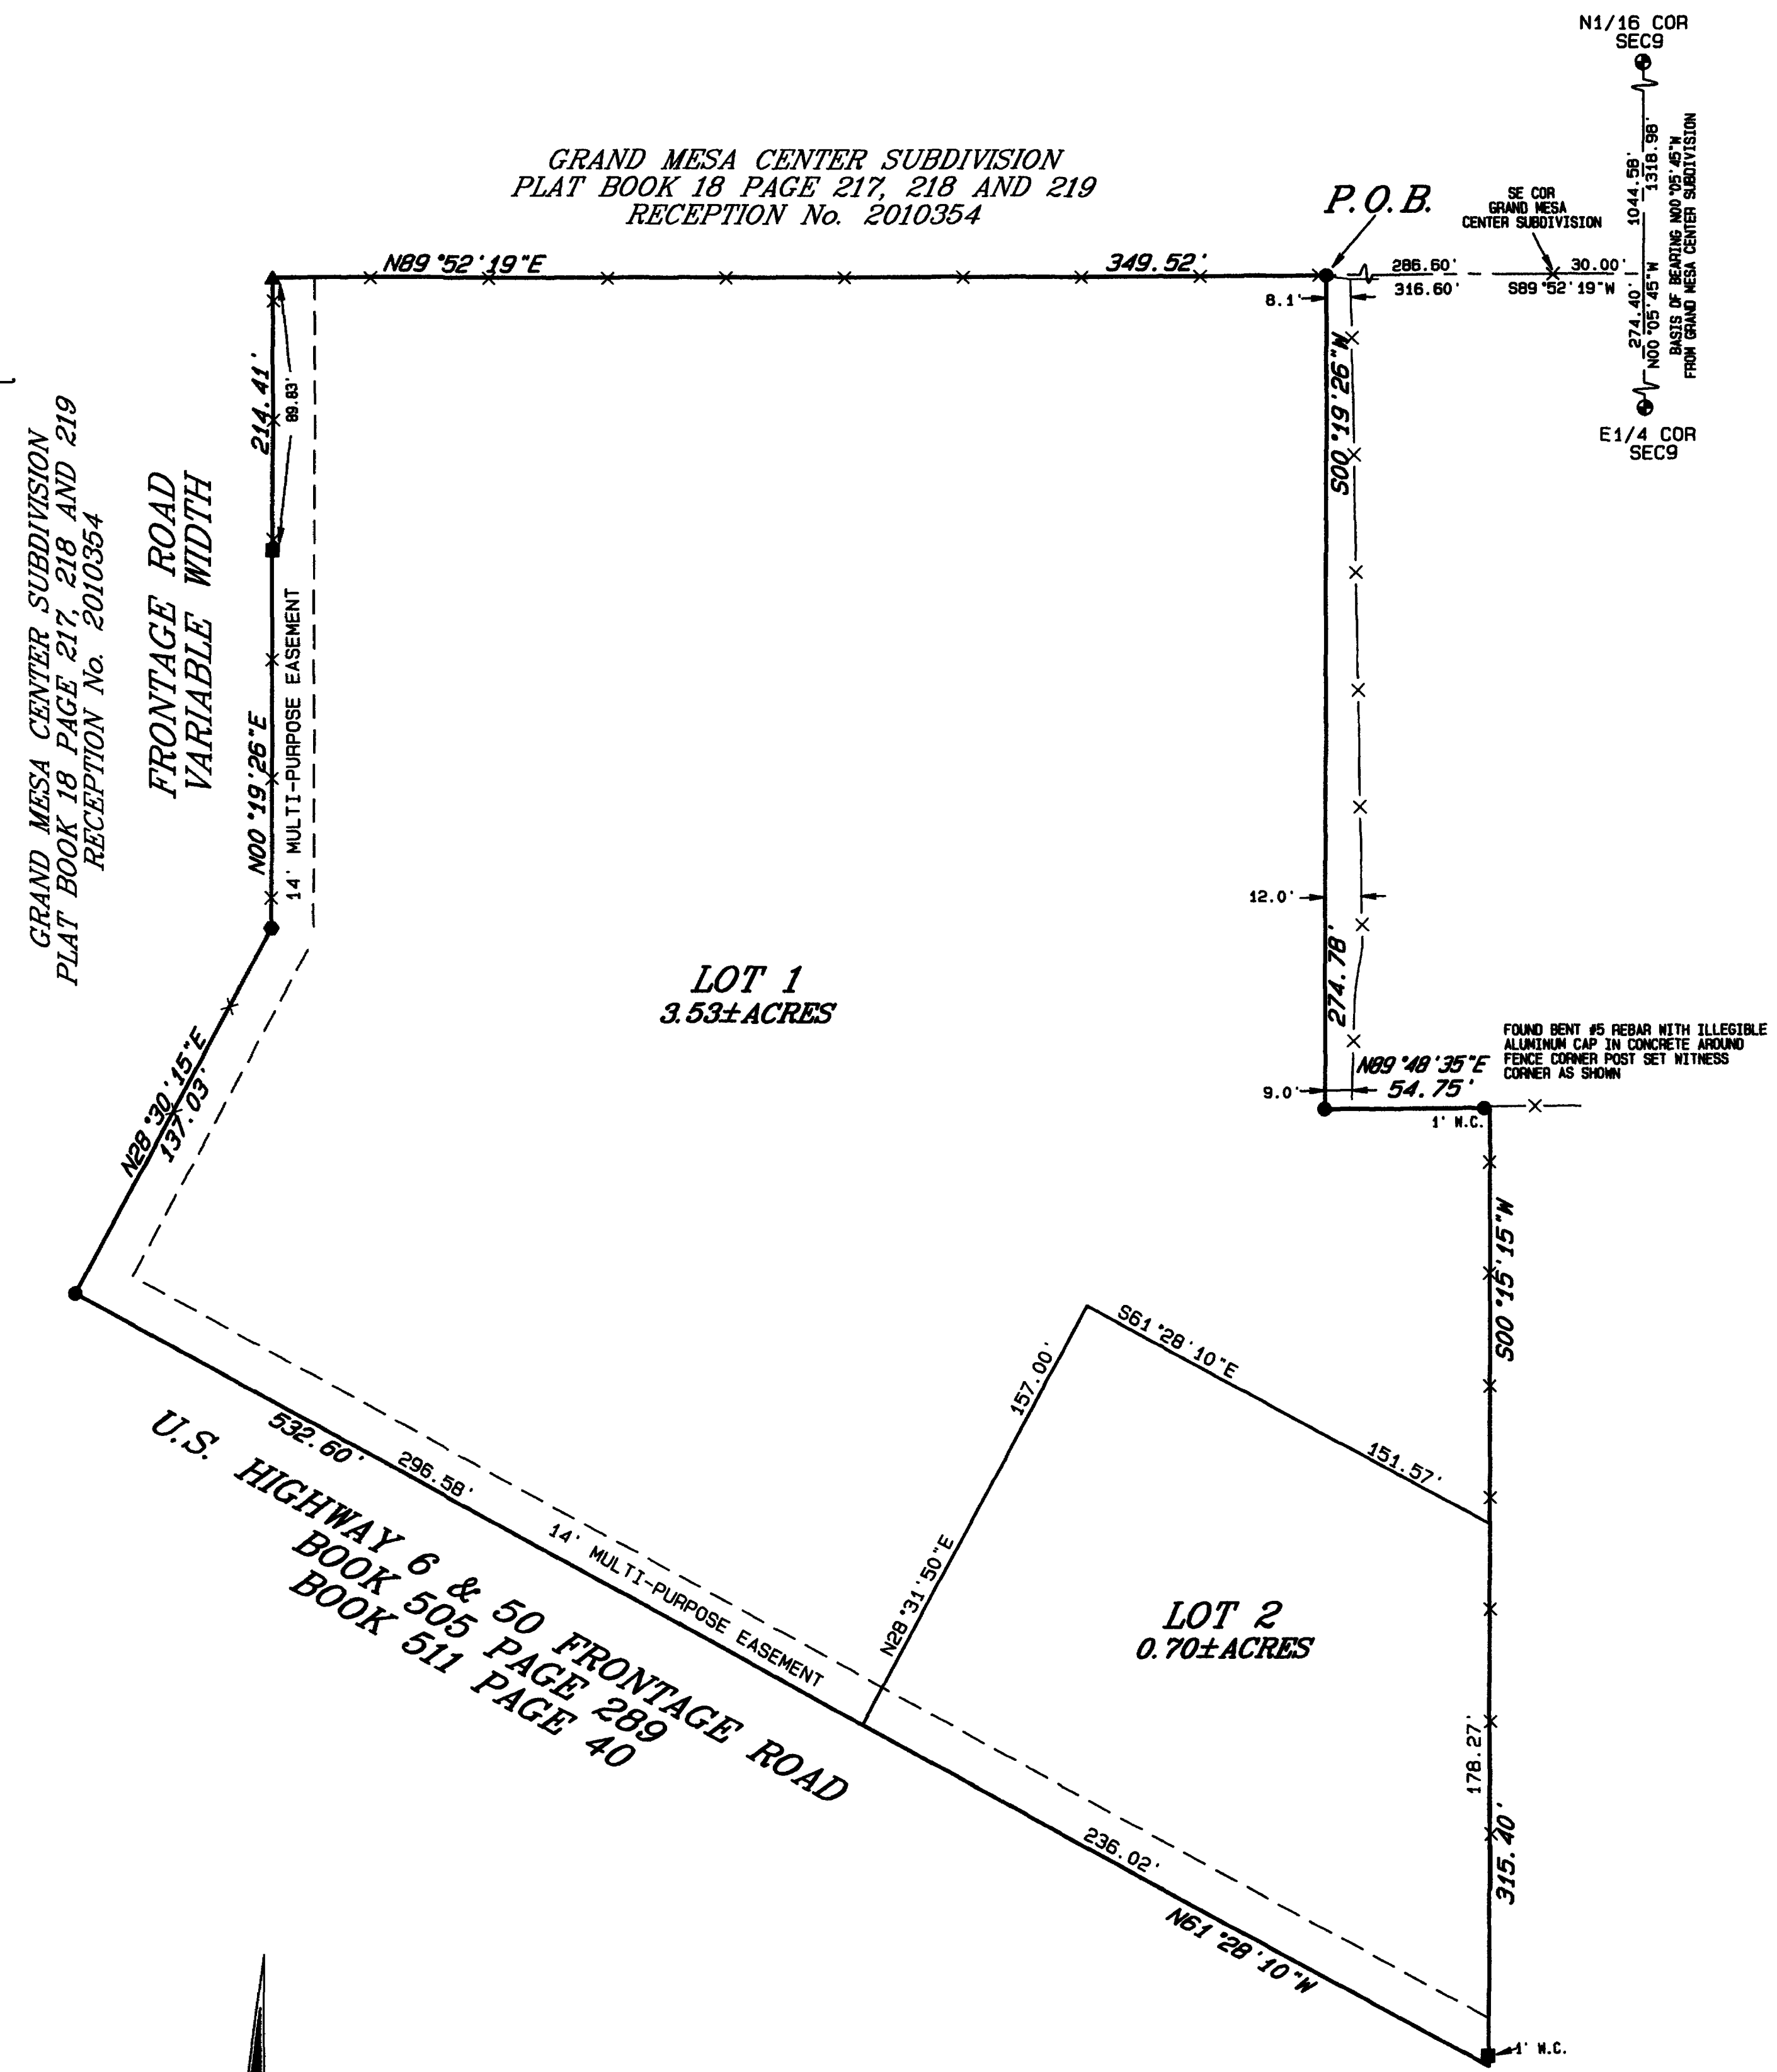 N1/16 COR
SEC9
1044.58'
1318.98'
274.40'
N00°05'45"W
BASIS OF BEARING N00°05'45"W
FROM GRAND MESA CENTER SUBDIVISION
E1/4 COR
SEC9
GRAND MESA CENTER SUBDIVISION
PLAT BOOK 18 PAGE 217, 218 AND 219
RECEPTION No. 2010354
P.O.B.
SE COR
GRAND MESA
CENTER SUBDIVISION
N89°52'19"E
349.52'
286.60'
30.00'
316.60'
S89°52'19"W
8.1'
GRAND MESA CENTER SUBDIVISION
PLAT BOOK 18 PAGE 217, 218 AND 219
RECEPTION No. 2010354
FRONTAGE ROAD
VARIABLE WIDTH
214.41'
89.83'
N00°19'26"E
14' MULTI-PURPOSE EASEMENT
S00°19'26"W
12.0'
274.78'
LOT 1
3.53±ACRES
FOUND BENT #5 REBAR WITH ILLEGIBLE
ALUMINUM CAP IN CONCRETE AROUND
FENCE CORNER POST SET WITNESS
CORNER AS SHOWN
N89°48'35"E
54.75'
9.0'
1' W.C.
N28°30'15"E
137.03'
S00°15'15"W
S61°28'10"E
151.57'
157.00'
N28°31'50"E
532.60'
296.58'
14' MULTI-PURPOSE EASEMENT
U.S. HIGHWAY 6 & 50 FRONTAGE ROAD
BOOK 505 PAGE 289
BOOK 511 PAGE 40
LOT 2
0.70±ACRES
178.27'
315.40'
236.02'
N61°28'10"W
1' W.C.